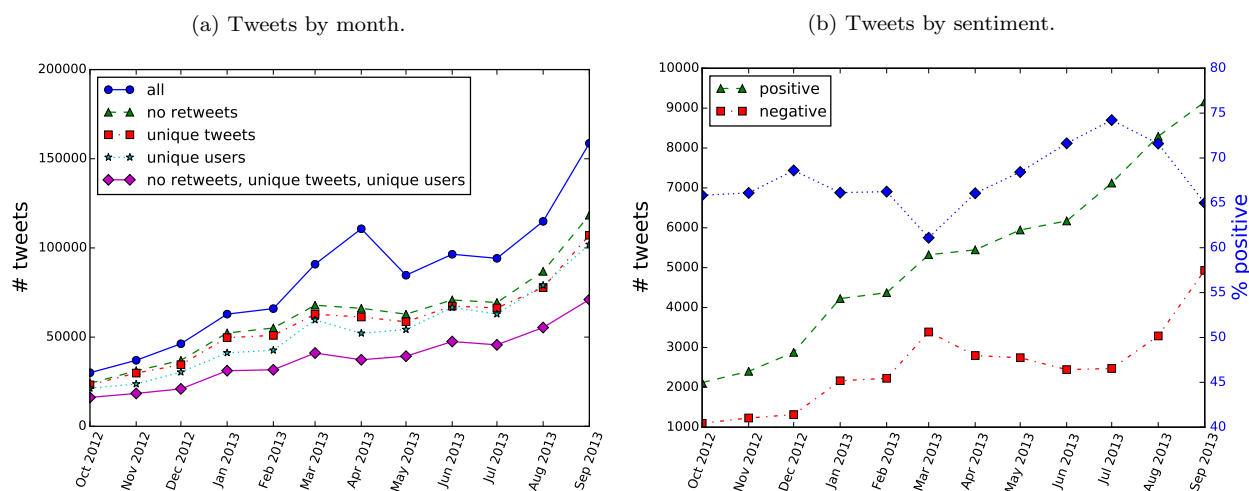 (a) Tweets by month.
200000
150000
100000
50000
0
# tweets
all
no retweets
unique tweets
unique users
no retweets, unique tweets, unique users
Oct 2012
Nov 2012
Dec 2012
Jan 2013
Feb 2013
Mar 2013
Apr 2013
May 2013
Jun 2013
Jul 2013
Aug 2013
Sep 2013
(b) Tweets by sentiment.
10000
9000
8000
7000
6000
5000
4000
3000
2000
1000
# tweets
positive
negative
80
75
70
65
60
55
50
45
40
% positive
Oct 2012
Nov 2012
Dec 2012
Jan 2013
Feb 2013
Mar 2013
Apr 2013
May 2013
Jun 2013
Jul 2013
Aug 2013
Sep 2013